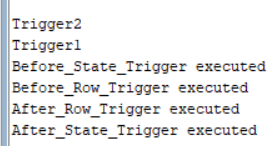 Trigger2
Trigger1
Before_State_Trigger executed
Before_Row_Trigger executed
After_Row_Trigger executed
After_State_Trigger executed